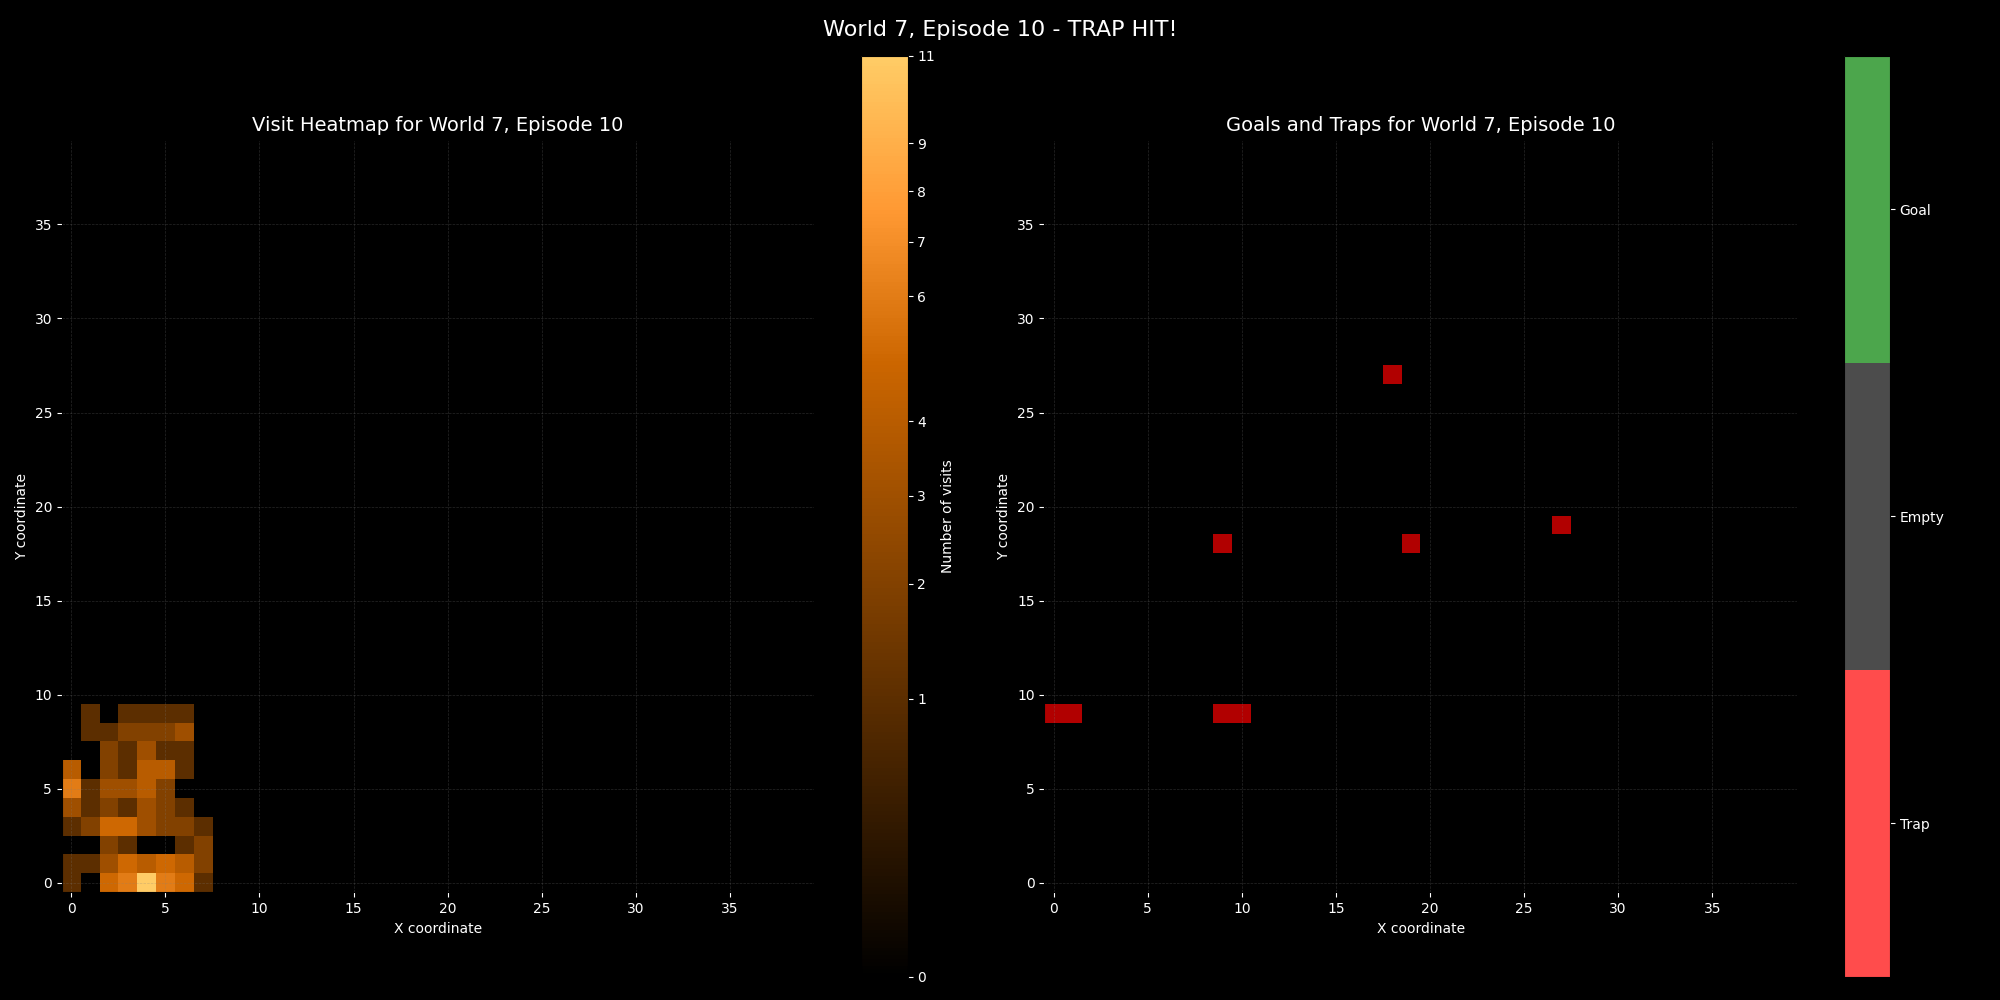 World 7, Episode 10 - TRAP HIT!
Visit Heatmap for World 7, Episode 10
35
30
25
20
15
10
5
0
Y coordinate
0 5 10 15 20 25 30 35
X coordinate
11
9
8
7
6
4
3
2
1
0
Number of visits
Goals and Traps for World 7, Episode 10
35
30
25
20
15
10
5
0
Y coordinate
0 5 10 15 20 25 30 35
X coordinate
Goal
Empty
Trap